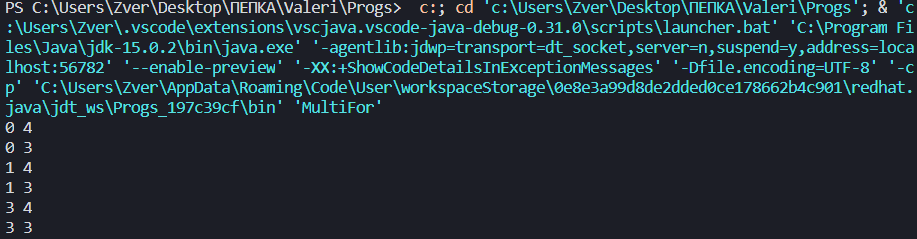 PS C:\Users\Zver\Desktop\ПЕПКА\Valeri\Progs>  c:; cd 'c:\Users\Zver\Desktop\ПЕПКА\Valeri\Progs'; & 'c
:\Users\Zver\.vscode\extensions\vscjava.vscode-java-debug-0.31.0\scripts\launcher.bat' 'C:\Program Fi
les\Java\jdk-15.0.2\bin\java.exe' '-agentlib:jdwp=transport=dt_socket,server=n,suspend=y,address=loca
lhost:56782' '--enable-preview' '-XX:+ShowCodeDetailsInExceptionMessages' '-Dfile.encoding=UTF-8' '-c
p' 'C:\Users\Zver\AppData\Roaming\Code\User\workspaceStorage\0e8e3a99d8de2dded0ce178662b4c901\redhat.
java\jdt_ws\Progs_197c39cf\bin' 'MultiFor'
0 4
0 3
1 4
1 3
3 4
3 3